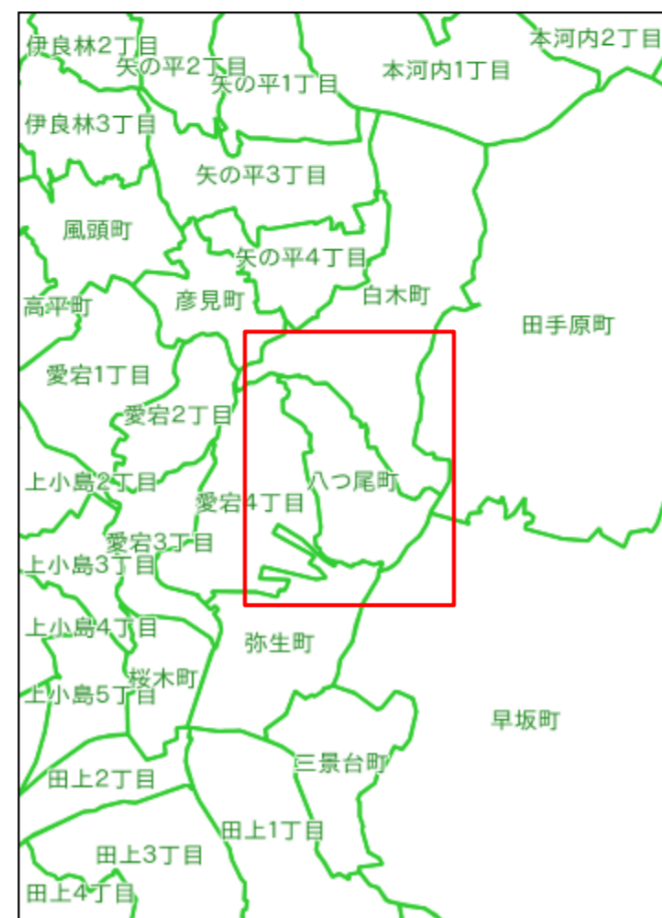 伊良林2丁目
矢の平2丁目
矢の平1丁目
本河内1丁目
本河内2丁目
伊良林3丁目
矢の平3丁目
風頭町
矢の平4丁目
高平町
彦見町
白木町
田手原町
愛宕1丁目
愛宕2丁目
上小島2丁目
愛宕4丁目
八つ尾町
愛宕3丁目
上小島3丁目
上小島4丁目
弥生町
桜木町
上小島5丁目
早坂町
田上2丁目
三景台町
田上1丁目
田上3丁目
田上4丁目